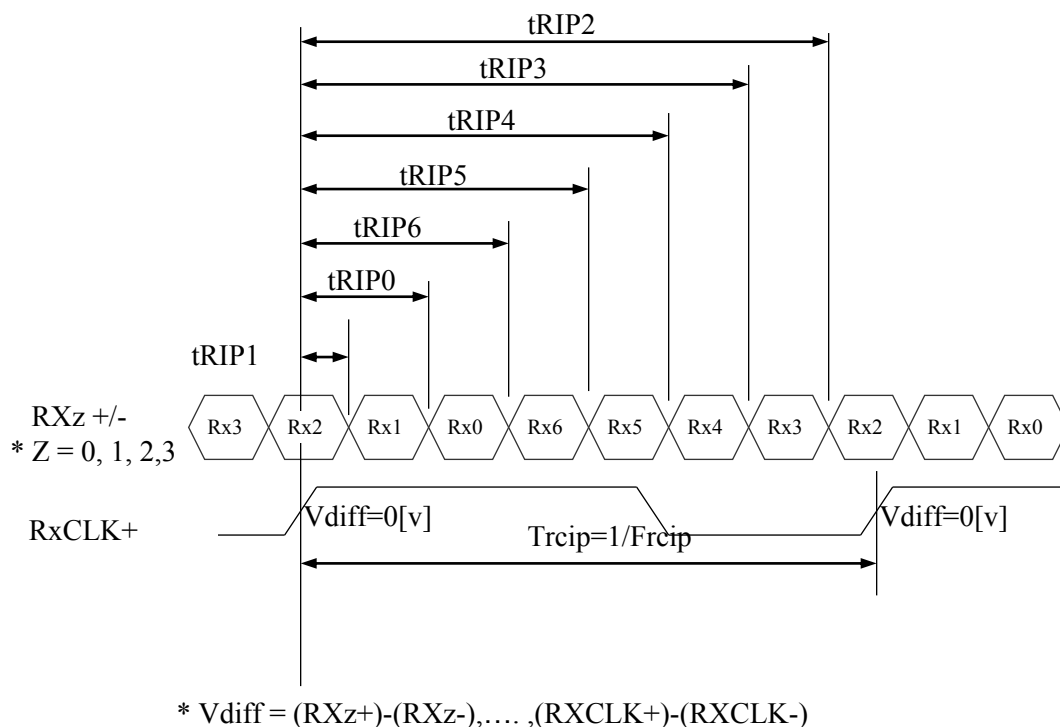 tRIP2
tRIP3
tRIP4
tRIP5
tRIP6
tRIP0
tRIP1
RXz +/-
* Z = 0, 1, 2,3
Rx3 Rx2 Rx1 Rx0 Rx6 Rx5 Rx4 Rx3 Rx2 Rx1 Rx0
RxCLK+
Vdiff=0[v] Vdiff=0[v]
Trcip=1/Frcip
* Vdiff = (RXz+)-(RXz-),…. ,(RXCLK+)-(RXCLK-)